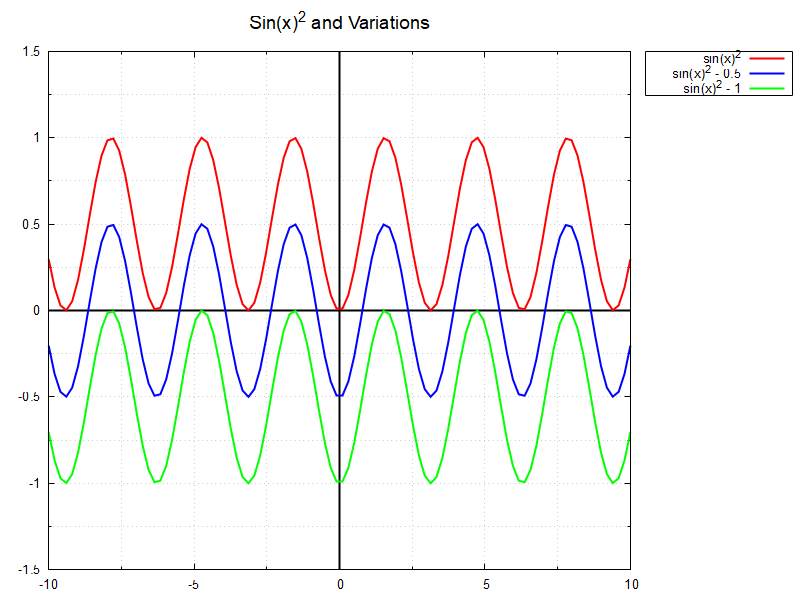 Sin(x)² and Variations
sin(x)²
sin(x)² - 0.5
sin(x)² - 1
1.5
1
0.5
0
-0.5
-1
-1.5
-10 -5 0 5 10